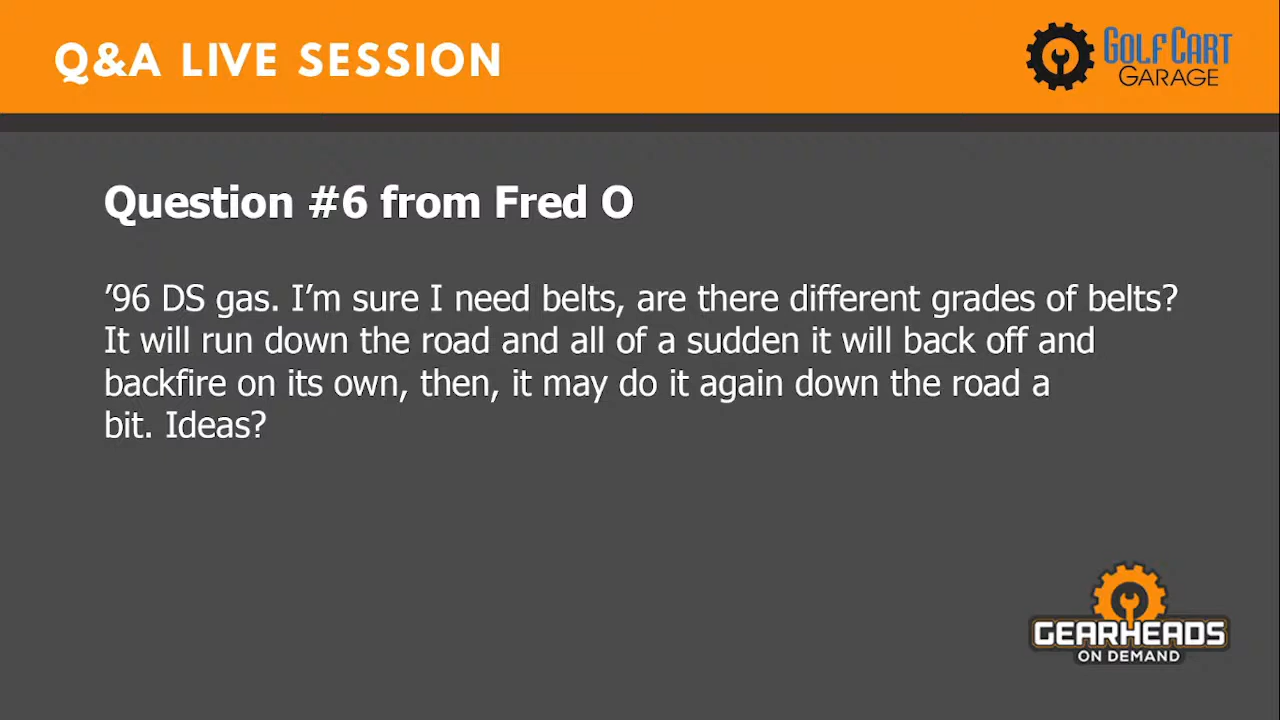 Q&A LIVE SESSION
GOLF CART
GARAGE
Question #6 from Fred O
’96 DS gas. I’m sure I need belts, are there different grades of belts?
It will run down the road and all of a sudden it will back off and
backfire on its own, then, it may do it again down the road a
bit. Ideas?
GEARHEADS
ON DEMAND